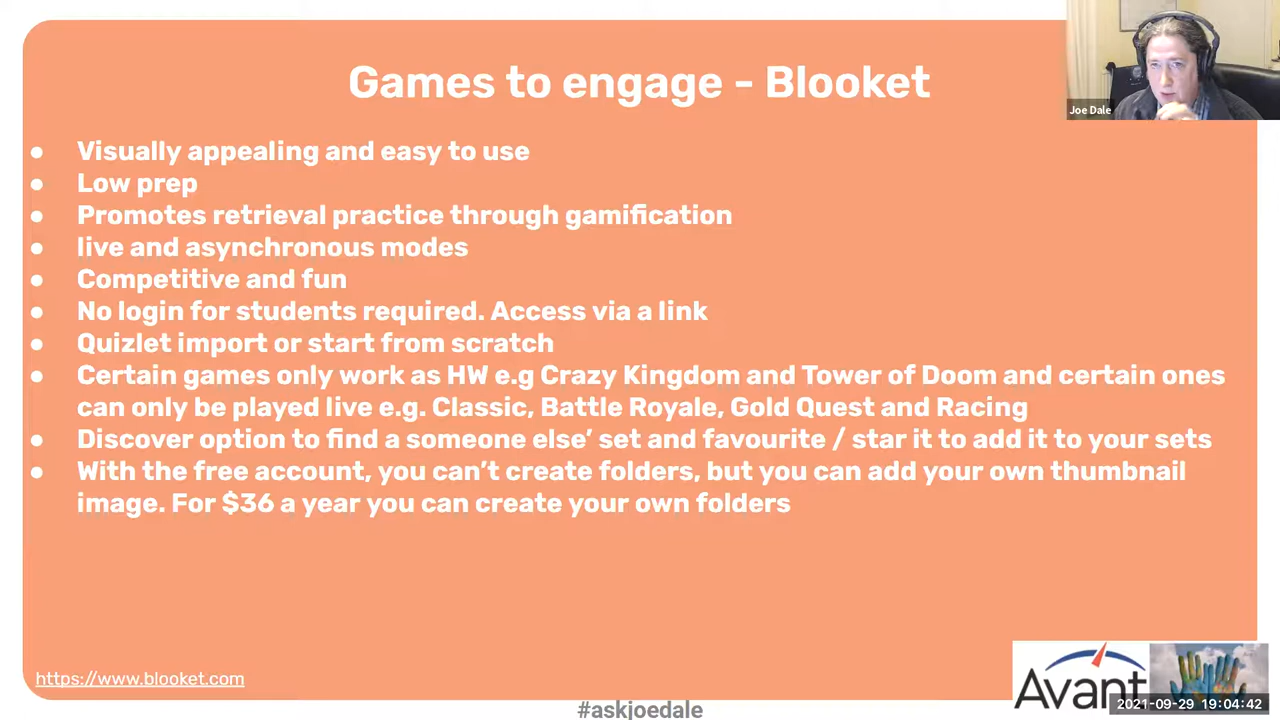 Games to engage - Blooket
Joe Dale
Visually appealing and easy to use
Low prep
Promotes retrieval practice through gamification
live and asynchronous modes
Competitive and fun
No login for students required. Access via a link
Quizlet import or start from scratch
Certain games only work as HW e.g Crazy Kingdom and Tower of Doom and certain ones
can only be played live e.g. Classic, Battle Royale, Gold Quest and Racing
Discover option to find a someone else’ set and favourite / star it to add it to your sets
With the free account, you can’t create folders, but you can add your own thumbnail
image. For $36 a year you can create your own folders
https://www.blooket.com
Avant
2021-09-29 19:04:42
#askjoedale